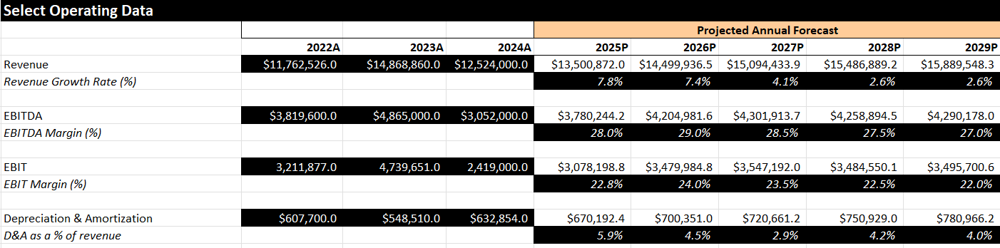 Select Operating Data
Projected Annual Forecast
2022A 2023A 2024A 2025P 2026P 2027P 2028P 2029P
Revenue $11,762,526.0 $14,868,860.0 $12,524,000.0 $13,500,872.0 $14,499,936.5 $15,094,433.9 $15,486,889.2 $15,889,548.3
Revenue Growth Rate (%) 7.8% 7.4% 4.1% 2.6% 2.6%
EBITDA $3,819,600.0 $4,865,000.0 $3,052,000.0 $3,780,244.2 $4,204,981.6 $4,301,913.7 $4,258,894.5 $4,290,178.0
EBITDA Margin (%) 28.0% 29.0% 28.5% 27.5% 27.0%
EBIT 3,211,877.0 4,739,651.0 2,419,000.0 $3,078,198.8 $3,479,984.8 $3,547,192.0 $3,484,550.1 $3,495,700.6
EBIT Margin (%) 22.8% 24.0% 23.5% 22.5% 22.0%
Depreciation & Amortization $607,700.0 $548,510.0 $632,854.0 $670,192.4 $700,351.0 $720,661.2 $750,929.0 $780,966.2
D&A as a % of revenue 5.9% 4.5% 2.9% 4.2% 4.0%